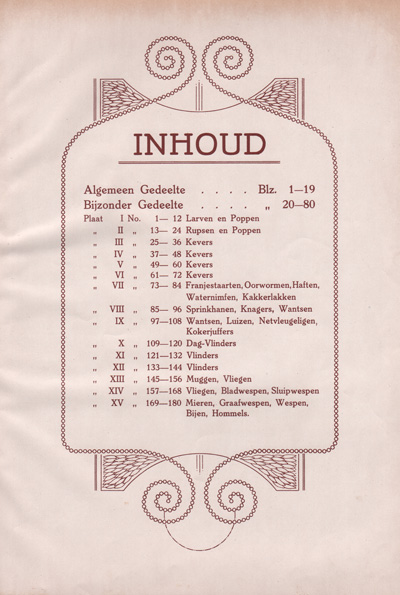 INHOUD
Algemeen Gedeelte . . . . Blz. 1—19
Bijzonder Gedeelte . . . . „ 20—80
Plaat I No. 1— 12 Larven en Poppen
„ II „ 13— 24 Rupsen en Poppen
„ III „ 25— 36 Kevers
„ IV „ 37— 48 Kevers
„ V „ 49— 60 Kevers
„ VI „ 61— 72 Kevers
„ VII „ 73— 84 Franjestaarten, Oorwormen, Haften,
Waternimfen, Kakkerlakken
„ VIII „ 85— 96 Sprinkhanen, Knagers, Wantsen
„ IX „ 97—108 Wantsen, Luizen, Netvleugeligen,
Kokerjuffers
„ X „ 109—120 Dag-Vlinders
„ XI „ 121—132 Vlinders
„ XII „ 133—144 Vlinders
„ XIII „ 145—156 Muggen, Vliegen
„ XIV „ 157—168 Vliegen, Bladwespen, Sluipwespen
„ XV „ 169—180 Mieren, Graafwespen, Wespen,
Bijen, Hommels.